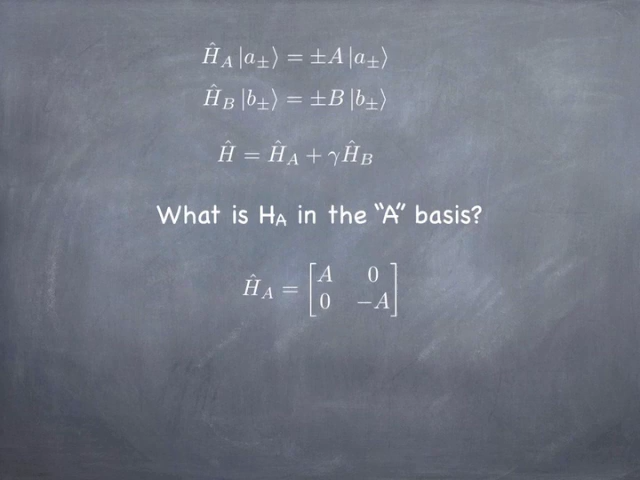 Ĥ_A |a_±⟩ = ±A |a_±⟩
Ĥ_B |b_±⟩ = ±B |b_±⟩
Ĥ = Ĥ_A + γĤ_B
What is H_A in the “A” basis?
Ĥ_A = [A 0
0 −A]